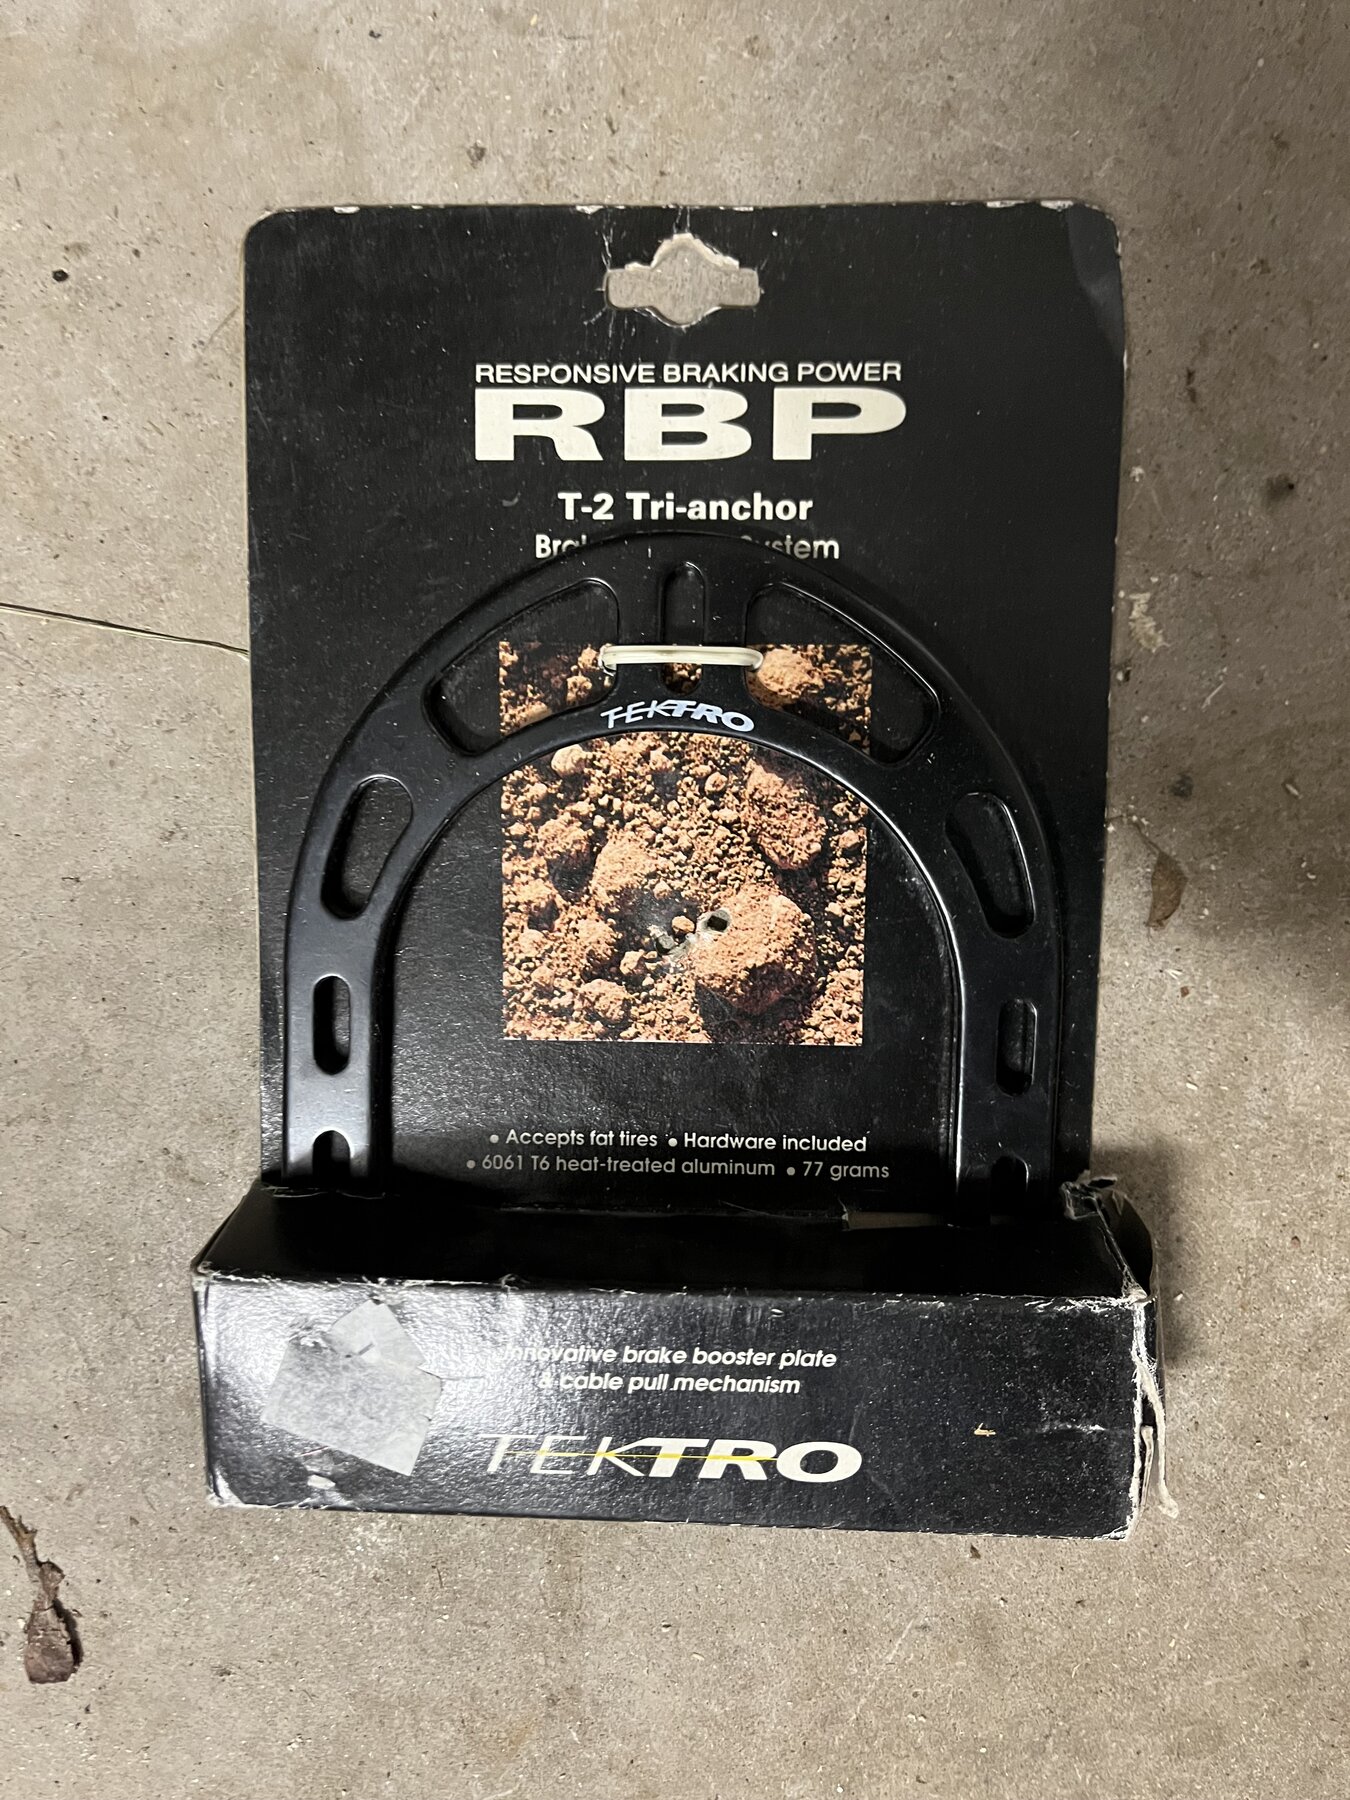 RESPONSIVE BRAKING POWER
RBP
T-2 Tri-anchor
TEKTRO
• Accepts fat tires • Hardware included
• 6061 T6 heat-treated aluminum • 77 grams
Innovative brake booster plate
& cable pull mechanism
TEKTRO